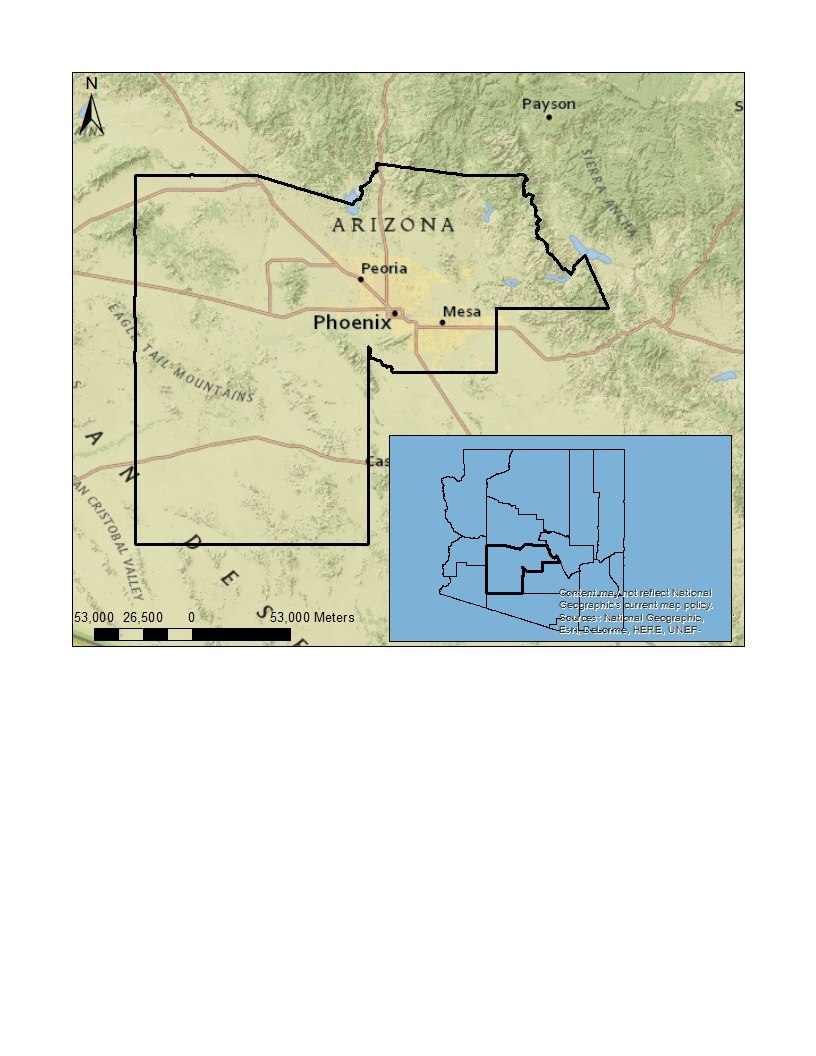 N
Payson
S
AINS
SIERRA ANCHA
ARIZONA
Peoria
Mesa
Phoenix
EAGLE TAIL MOUNTAINS
S
Cas
AN CRISTOBAL VALLEY
A N D E S E
53,000 26,500 0 53,000 Meters
Content may not reflect National
Geographic's current map policy.
Sources: National Geographic,
Esri, DeLorme, HERE, UNEP-